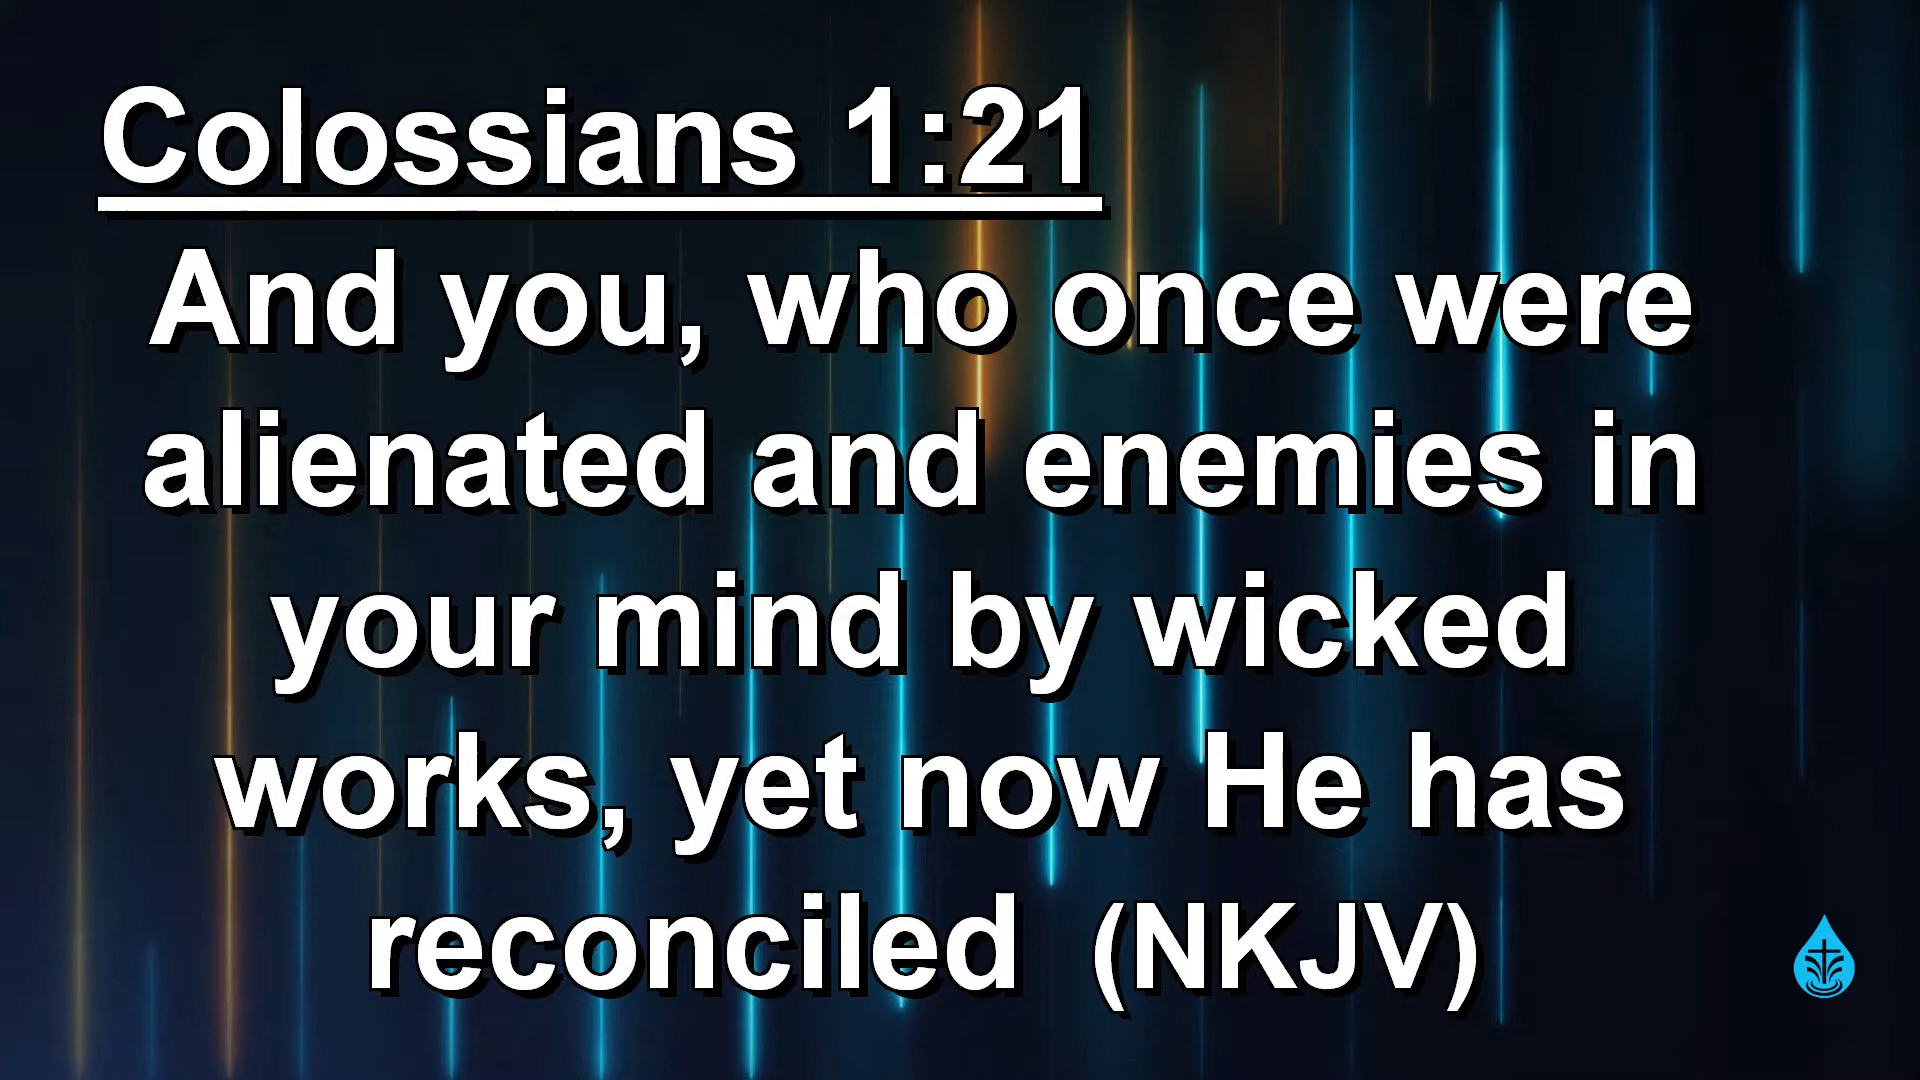 Colossians 1:21
And you, who once were
alienated and enemies in
your mind by wicked
works, yet now He has
reconciled (NKJV)